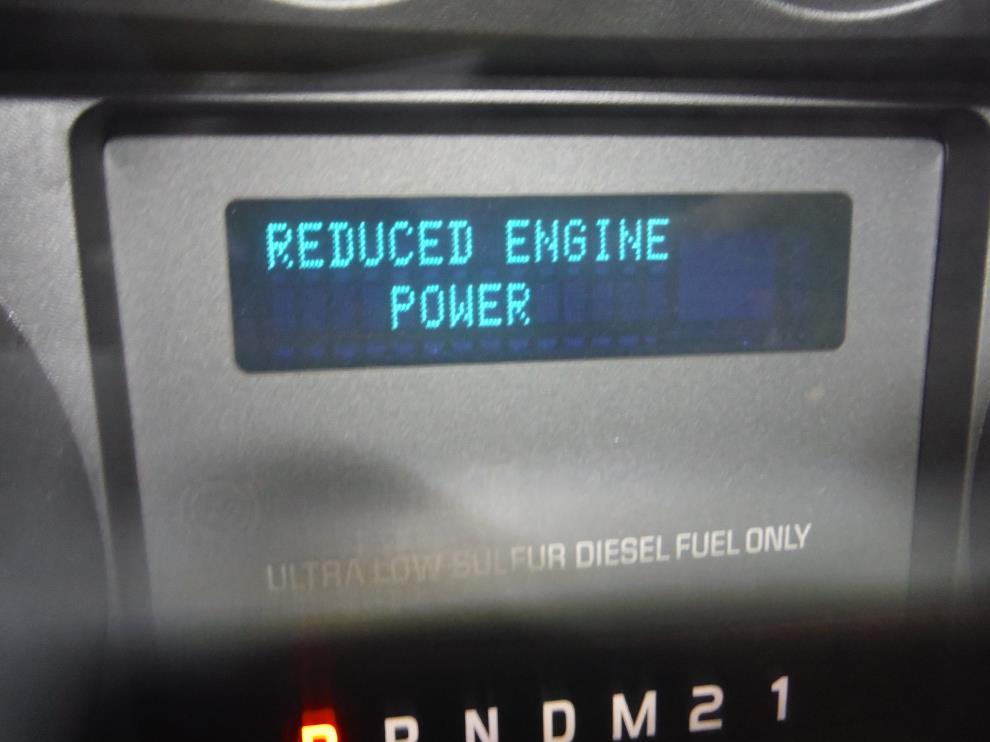 REDUCED ENGINE
POWER
ULTRA LOW SULFUR DIESEL FUEL ONLY
P R N D M 2 1